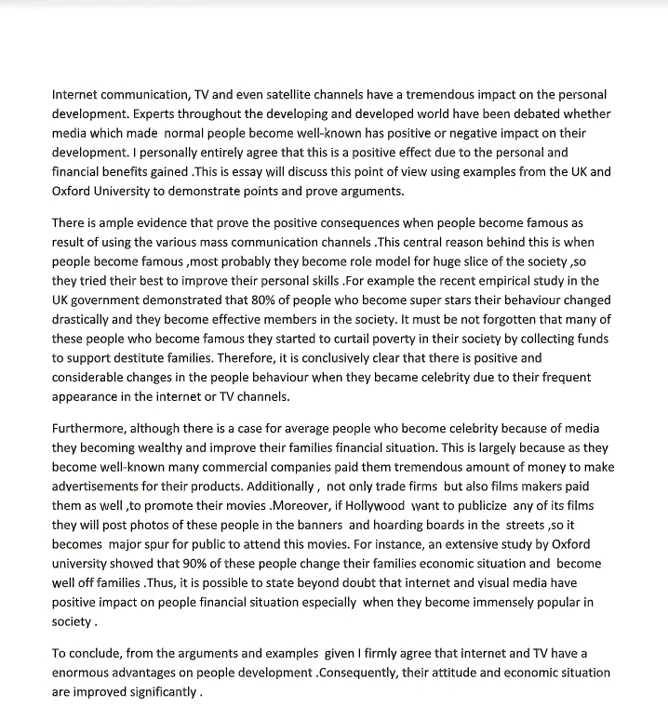 Internet communication, TV and even satellite channels have a tremendous impact on the personal
development. Experts throughout the developing and developed world have been debated whether
media which made  normal people become well-known has positive or negative impact on their
development. I personally entirely agree that this is a positive effect due to the personal and
financial benefits gained .This is essay will discuss this point of view using examples from the UK and
Oxford University to demonstrate points and prove arguments.
There is ample evidence that prove the positive consequences when people become famous as
result of using the various mass communication channels .This central reason behind this is when
people become famous ,most probably they become role model for huge slice of the society ,so
they tried their best to improve their personal skills .For example the recent empirical study in the
UK government demonstrated that 80% of people who become super stars their behaviour changed
drastically and they become effective members in the society. It must be not forgotten that many of
these people who become famous they started to curtail poverty in their society by collecting funds
to support destitute families. Therefore, it is conclusively clear that there is positive and
considerable changes in the people behaviour when they became celebrity due to their frequent
appearance in the internet or TV channels.
Furthermore, although there is a case for average people who become celebrity because of media
they becoming wealthy and improve their families financial situation. This is largely because as they
become well-known many commercial companies paid them tremendous amount of money to make
advertisements for their products. Additionally ,  not only trade firms  but also films makers paid
them as well ,to promote their movies .Moreover, if Hollywood  want to publicize  any of its films
they will post photos of these people in the banners  and hoarding boards in the  streets ,so it
becomes  major spur for public to attend this movies. For instance, an extensive study by Oxford
university showed that 90% of these people change their families economic situation and  become
well off families .Thus, it is possible to state beyond doubt that internet and visual media have
positive impact on people financial situation especially  when they become immensely popular in
society .
To conclude, from the arguments and examples  given I firmly agree that internet and TV have a
enormous advantages on people development .Consequently, their attitude and economic situation
are improved significantly .